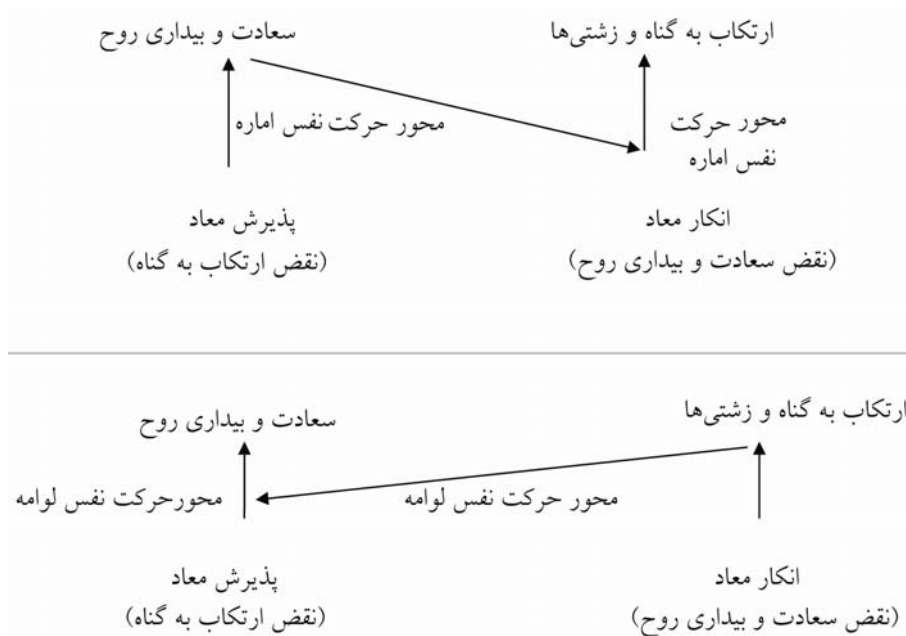 ارتکاب به گناه و زشتی‌ها
سعادت و بیداری روح
محور حرکت
نفس اماره
محور حرکت نفس اماره
انکار معاد
(نقض سعادت و بیداری روح)
پذیرش معاد
(نقض ارتکاب به گناه)
ارتکاب به گناه و زشتی‌ها
سعادت و بیداری روح
محور حرکت نفس لوامه
محورحرکت نفس لوامه
انکار معاد
(نقض سعادت و بیداری روح)
پذیرش معاد
(نقض ارتکاب به گناه)